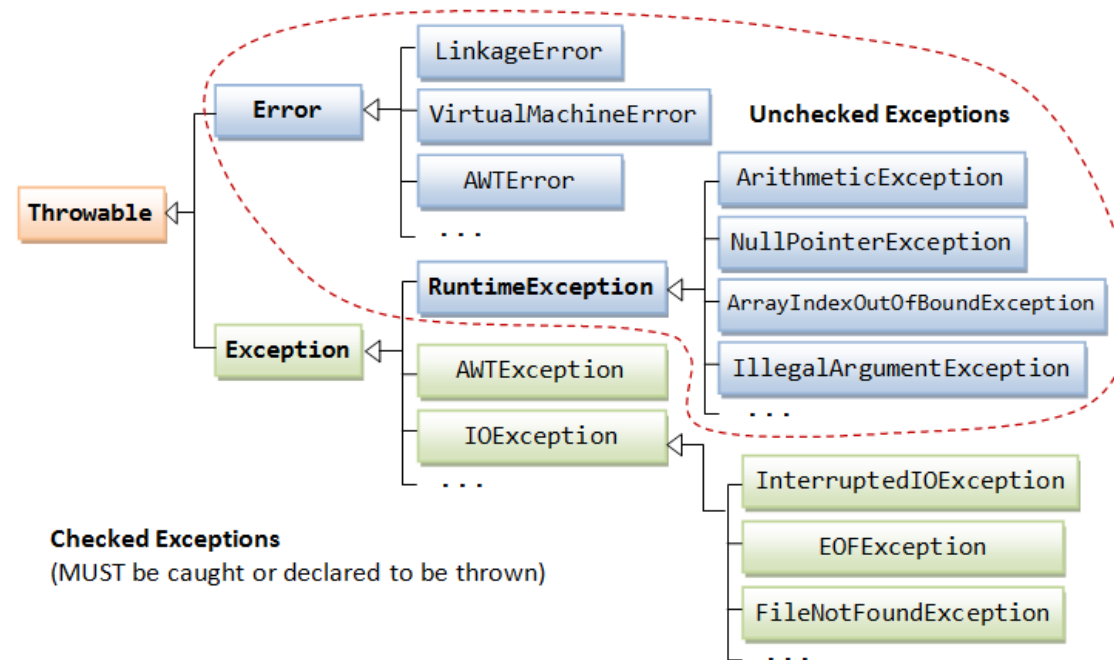 LinkageError
Error
VirtualMachineError
Unchecked Exceptions
AWTError
ArithmeticException
Throwable
...
NullPointerException
RuntimeException
ArrayIndexOutOfBoundException
Exception
AWTException
IllegalArgumentException
...
IOException
...
InterruptedIOException
Checked Exceptions
(MUST be caught or declared to be thrown)
EOFException
FileNotFoundException
...